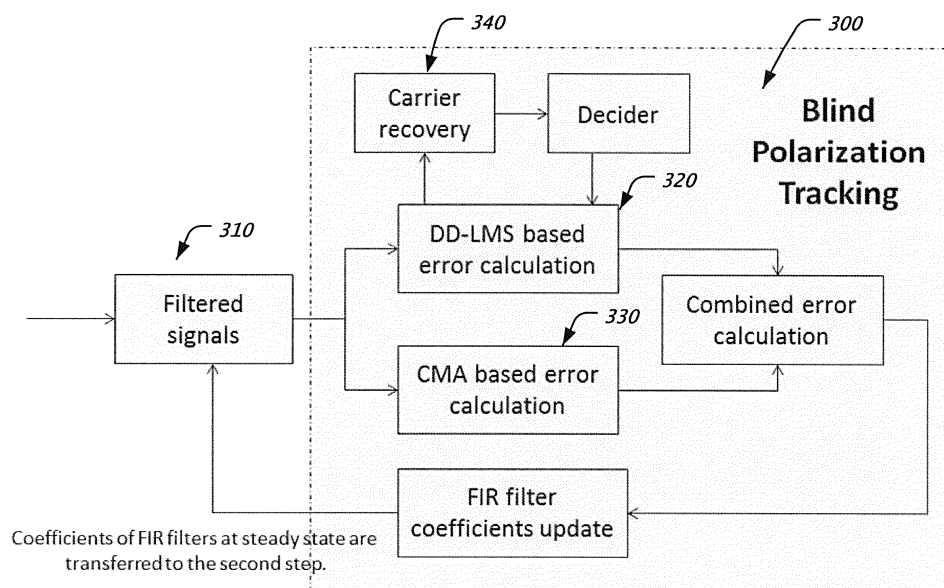 340
300
Carrier
recovery
Decider
Blind
Polarization
Tracking
320
310
DD-LMS based
error calculation
Filtered
signals
Combined error
calculation
330
CMA based error
calculation
FIR filter
coefficients update
Coefficients of FIR filters at steady state are
transferred to the second step.